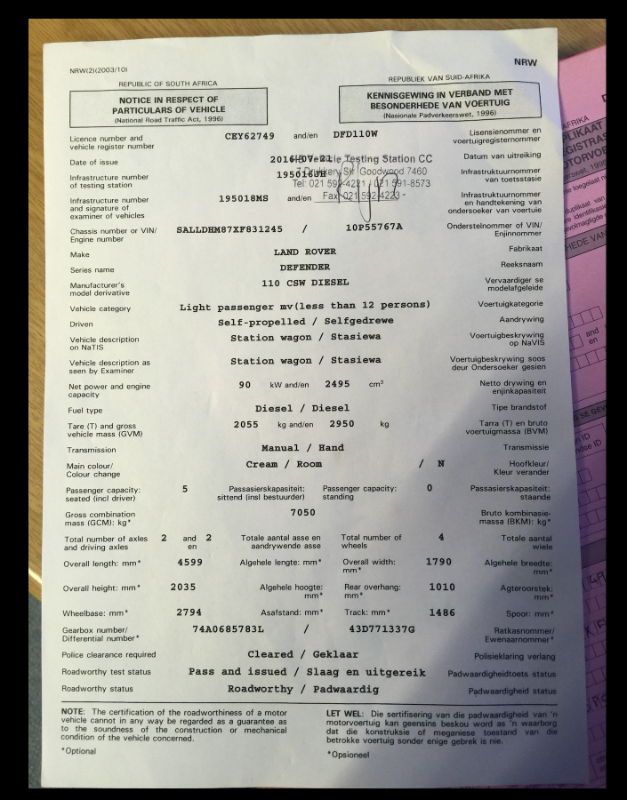 NRW(2)(2003/10)
NRW
REPUBLIC OF SOUTH AFRICA
REPUBLIEK VAN SUID-AFRIKA
NOTICE IN RESPECT OF
PARTICULARS OF VEHICLE
(National Road Traffic Act, 1996)
KENNISGEWING IN VERBAND MET
BESONDERHEDE VAN VOERTUIG
(Nasionale Padverkeerswet, 1996)
Licence number and
vehicle register number
CEY62749 and/en DFD110W
Lisensienommer en
voertuigregisternommer
Date of issue
Datum van uitreiking
Testing Station CC
Goodwood 7460
Tel: 021 592-4221 / 021 591-8573
Fax: 021 592 4223
Infrastructure number
of testing station
Infrastruktuurnommer
van toetsstasie
Infrastructure number
and signature of
examiner of vehicles
195018MS and/en
Infrastruktuurnommer
en handtekening van
ondersoeker van voertuie
Chassis number or VIN/
Engine number
SALLDHM87XF831245 / 10P55767A
Onderstelnommer of VIN/
Enjinnommer
Make
LAND ROVER
Fabrikaat
Series name
DEFENDER
Reeksnaam
Manufacturer's
model derivative
110 CSW DIESEL
Vervaardiger se
modelafgeleide
Vehicle category
Light passenger mv(less than 12 persons)
Voertuigkategorie
Driven
Self-propelled / Selfgedrewe
Aandrywing
Vehicle description
on NaTIS
Station wagon / Stasiewa
Voertuigbeskrywing
op NaVIS
Vehicle description as
seen by Examiner
Station wagon / Stasiewa
Voertuigbeskrywing soos
deur Ondersoeker gesien
Net power and engine
capacity
90 kW and/en 2495 cm³
Netto drywing en
enjinkapasiteit
Fuel type
Diesel / Diesel
Tipe brandstof
Tare (T) and gross
vehicle mass (GVM)
2055 kg and/en 2950 kg
Tarra (T) en bruto
voertuigmassa (BVM)
Transmission
Manual / Hand
Transmissie
Main colour/
Colour change
Cream / Room / N
Hoofkleur/
Kleur verander
Passenger capacity:
seated (incl driver)
5
Passasierskapasiteit:
sittend (insl bestuurder)
Passenger capacity:
standing
0
Passasierskapasiteit:
staande
Gross combination
mass (GCM): kg*
7050
Bruto kombinasie-
massa (BKM): kg*
Total number of axles
and driving axles
2 and 2
en
Totale aantal asse en
aandrywende asse
Total number of
wheels
4
Totale aantal
wiele
Overall length: mm*
4599
Algehele lengte: mm*
Overall width:
mm*
1790
Algehele breedte:
mm*
Overall height: mm*
2035
Algehele hoogte:
mm*
Rear overhang:
mm*
1010
Agteroorstek:
mm*
Wheelbase: mm*
2794
Asafstand: mm*
Track: mm*
1486
Spoor: mm*
Gearbox number/
Differential number*
74A0685783L / 43D771337G
Ratkasnommer/
Ewenaarnommer*
Police clearance required
Cleared / Geklaar
Polisieklaring verlang
Roadworthy test status
Pass and issued / Slaag en uitgereik
Padwaardigheidtoets status
Roadworthy status
Roadworthy / Padwaardig
Padwaardigheid status
NOTE: The certification of the roadworthiness of a motor
vehicle cannot in any way be regarded as a guarantee as
to the soundness of the construction or mechanical
condition of the vehicle concerned.
*Optional
LET WEL: Die sertifisering van die padwaardigheid van 'n
motorvoertuig kan geensins beskou word as 'n waarborg
dat die konstruksie of meganiese toestand van die
betrokke voertuig sonder enige gebrek is nie.
*Opsioneel